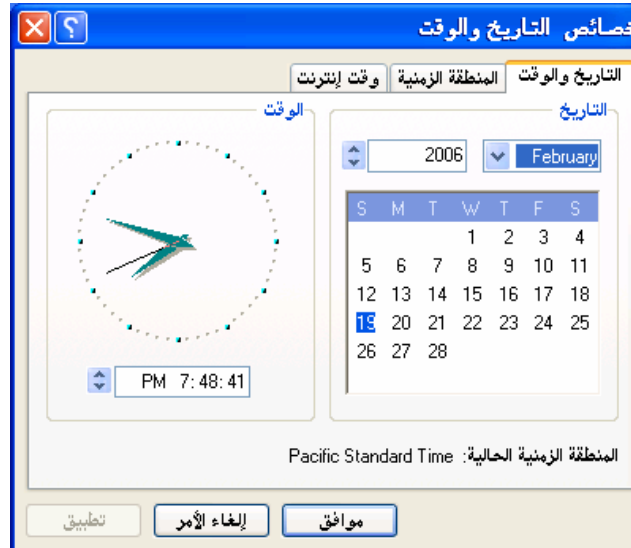 خصائص التاريخ والوقت
التاريخ والوقت المنطقة الزمنية وقت إنترنت
التاريخ
February 2006
S M T W T F S
1 2 3 4
5 6 7 8 9 10 11
12 13 14 15 16 17 18
19 20 21 22 23 24 25
26 27 28
الوقت
PM 7:48:41
المنطقة الزمنية الحالية: Pacific Standard Time
موافق إلغاء الأمر تطبيق